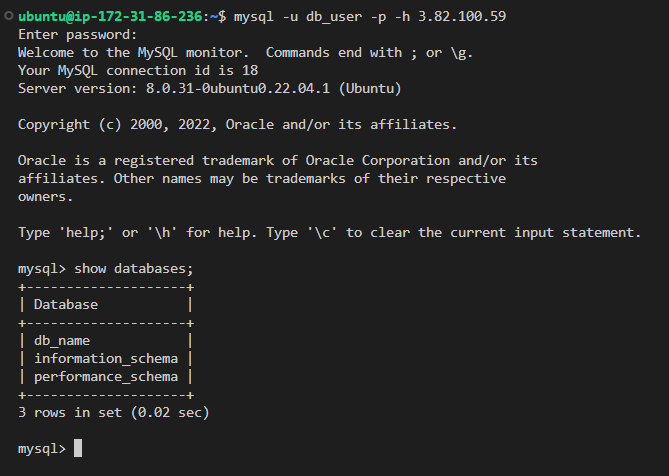 ubuntu@ip-172-31-86-236:~$ mysql -u db_user -p -h 3.82.100.59
Enter password:
Welcome to the MySQL monitor.  Commands end with ; or \g.
Your MySQL connection id is 18
Server version: 8.0.31-0ubuntu0.22.04.1 (Ubuntu)
Copyright (c) 2000, 2022, Oracle and/or its affiliates.
Oracle is a registered trademark of Oracle Corporation and/or its
affiliates. Other names may be trademarks of their respective
owners.
Type 'help;' or '\h' for help. Type '\c' to clear the current input statement.
mysql> show databases;
+--------------------+
| Database           |
+--------------------+
| db_name            |
| information_schema |
| performance_schema |
+--------------------+
3 rows in set (0.02 sec)
mysql>